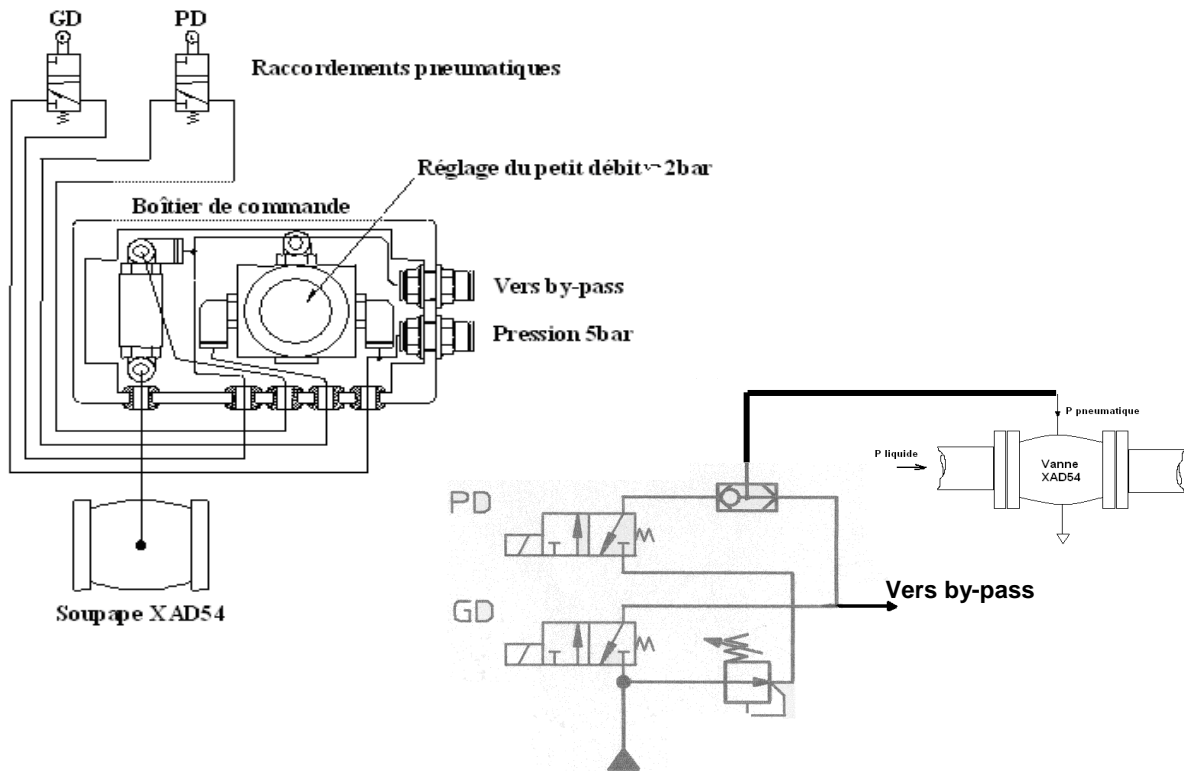 GD PD
Raccordements pneumatiques
Réglage du petit débit ~ 2bar
Boîtier de commande
Vers by-pass
Pression 5bar
Soupape XAD54
P pneumatique
P liquide
Vanne
XAD54
PD
Vers by-pass
GD